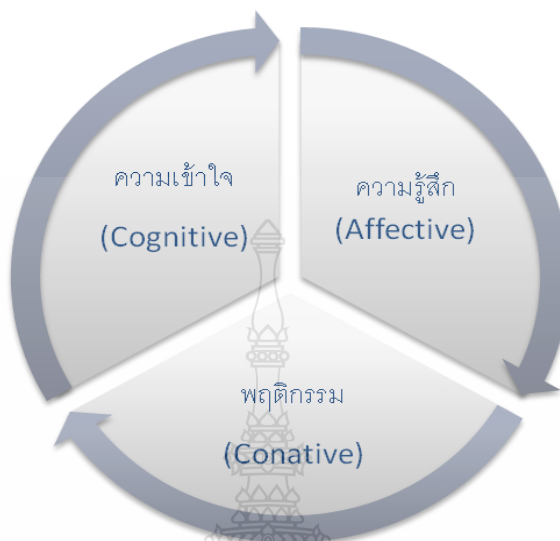 ความเข้าใจ
(Cognitive)
ความรู้สึก
(Affective)
พฤติกรรม
(Conative)